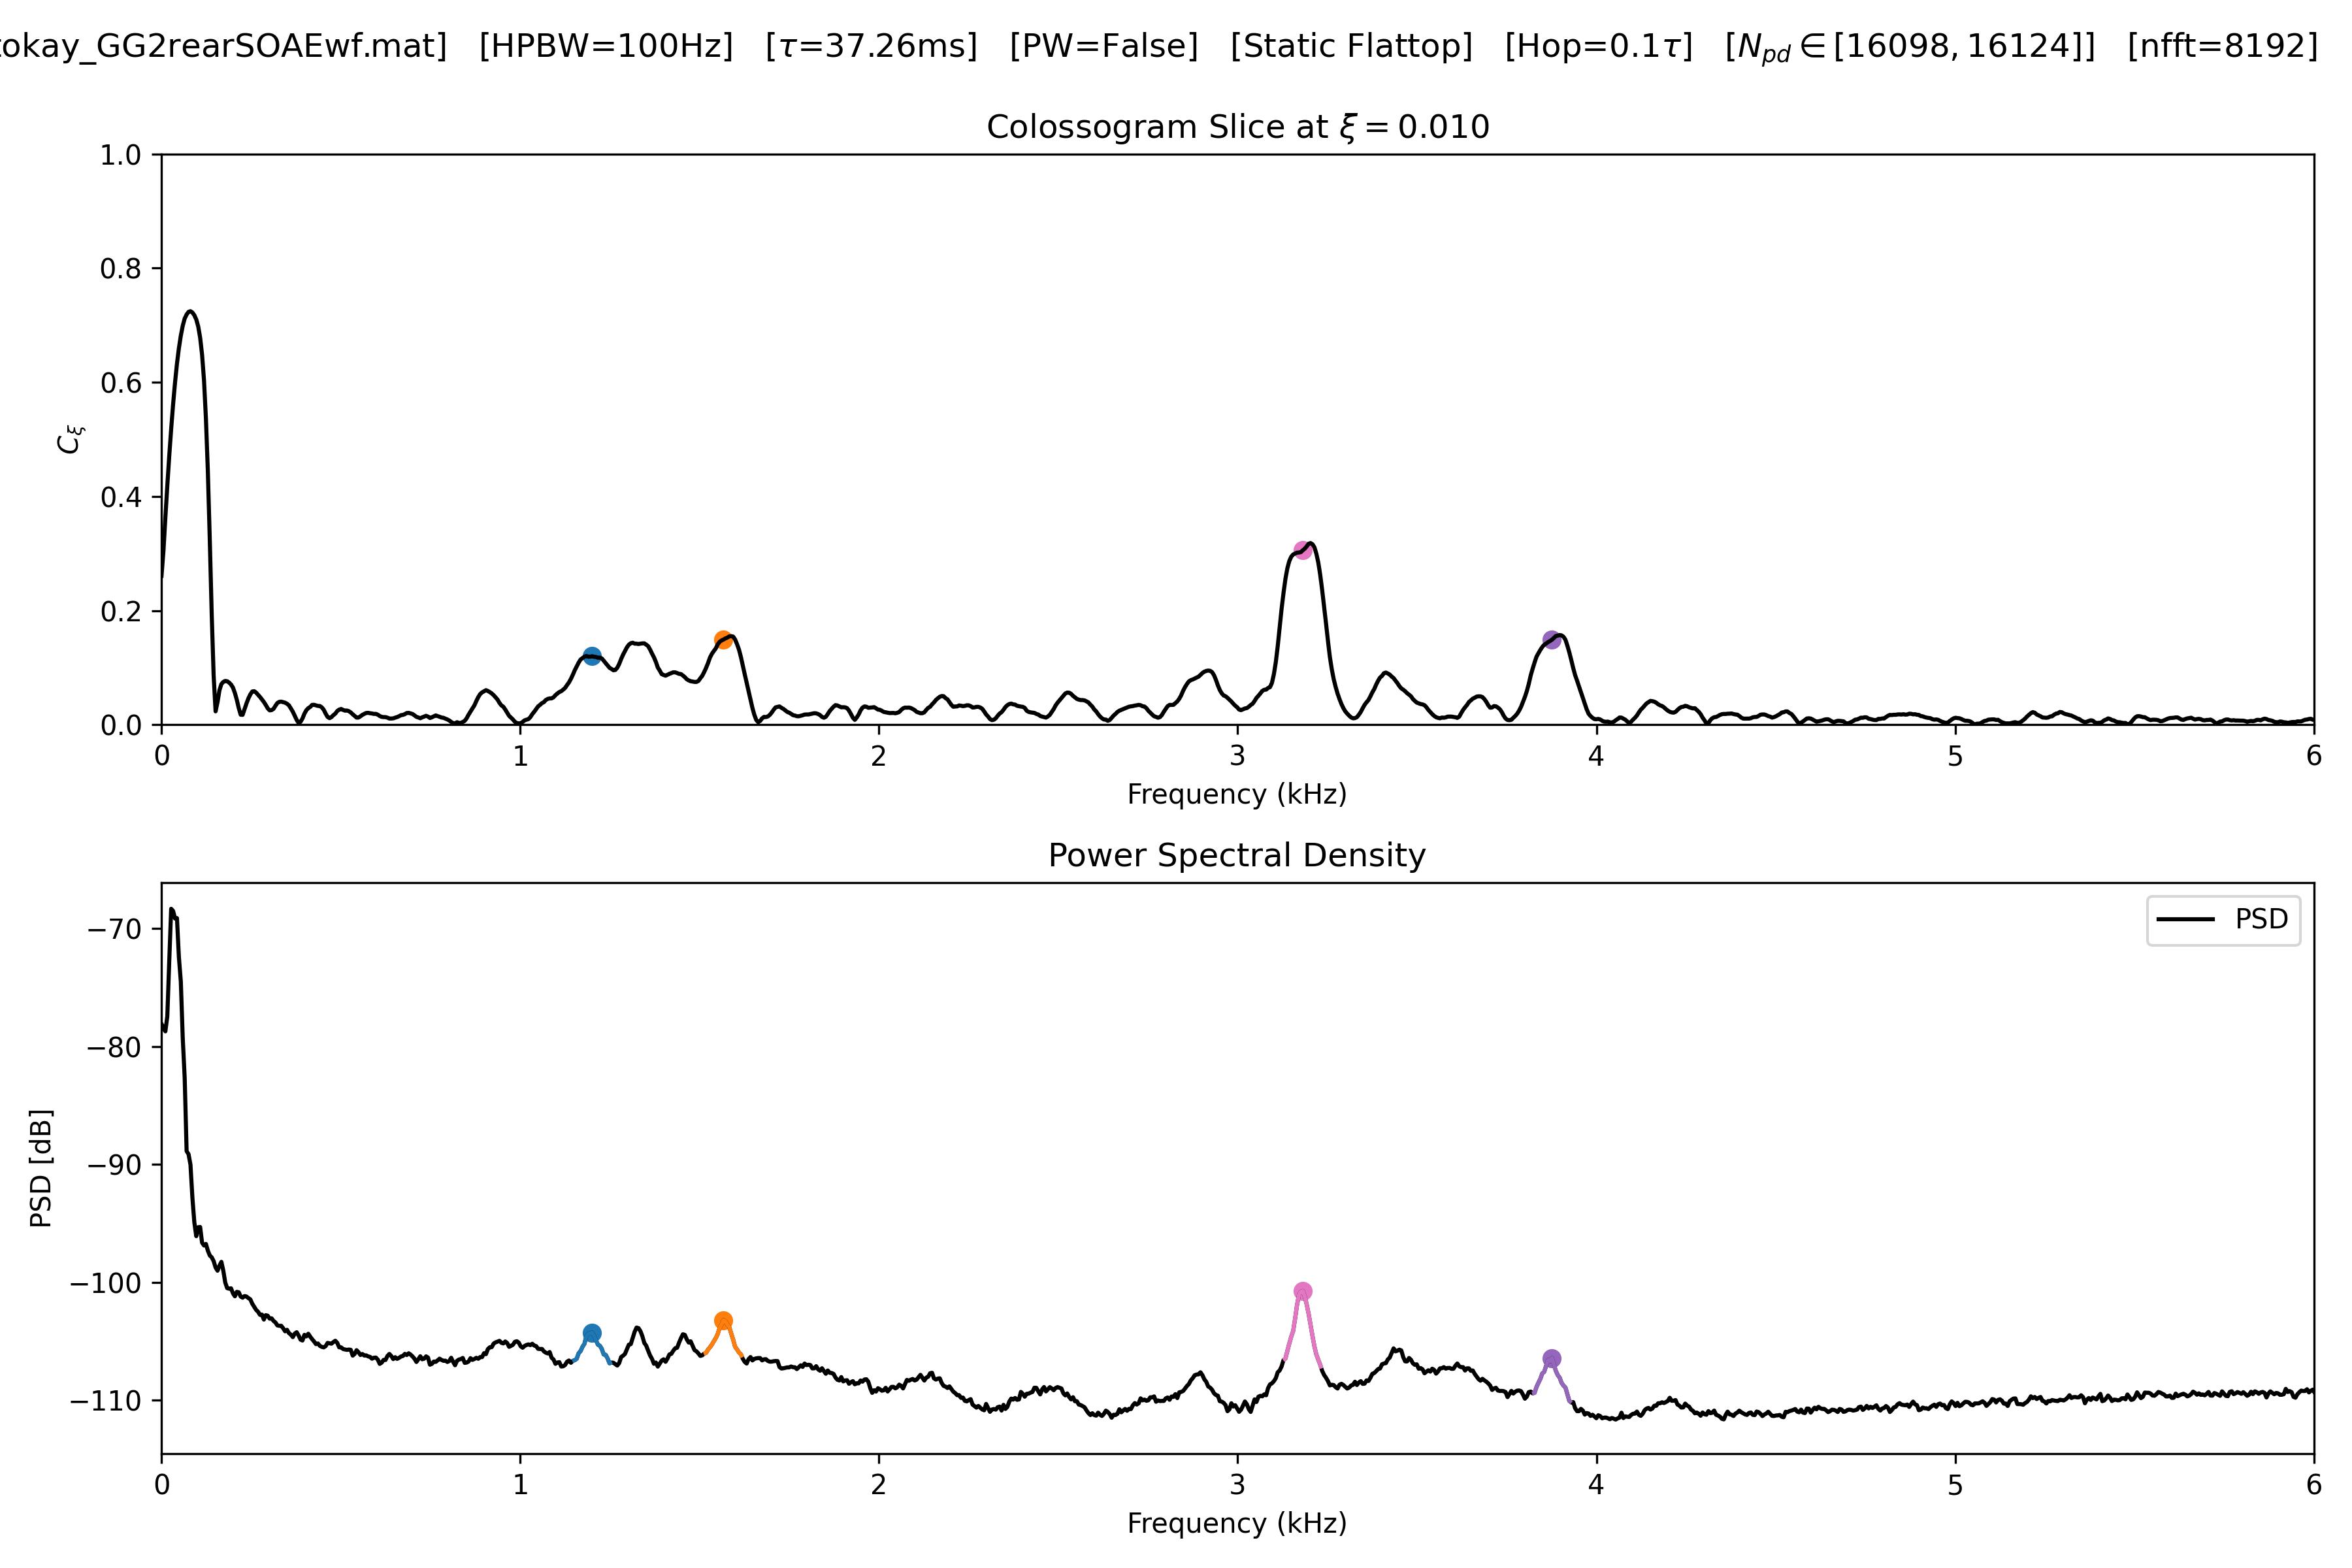 okay_GG2rearSOAEwf.mat] [HPBW=100Hz] [τ=37.26ms] [PW=False] [Static Flattop] [Hop=0.1τ] [N_pd ∈ [16098, 16124]] [nfft=8192]
Colossogram Slice at ξ = 0.010
1.0
0.8
0.6
0.4
0.2
0.0
C_ξ
0 1 2 3 4 5 6
Frequency (kHz)
Power Spectral Density
PSD
−70
−80
−90
−100
−110
PSD [dB]
0 1 2 3 4 5 6
Frequency (kHz)